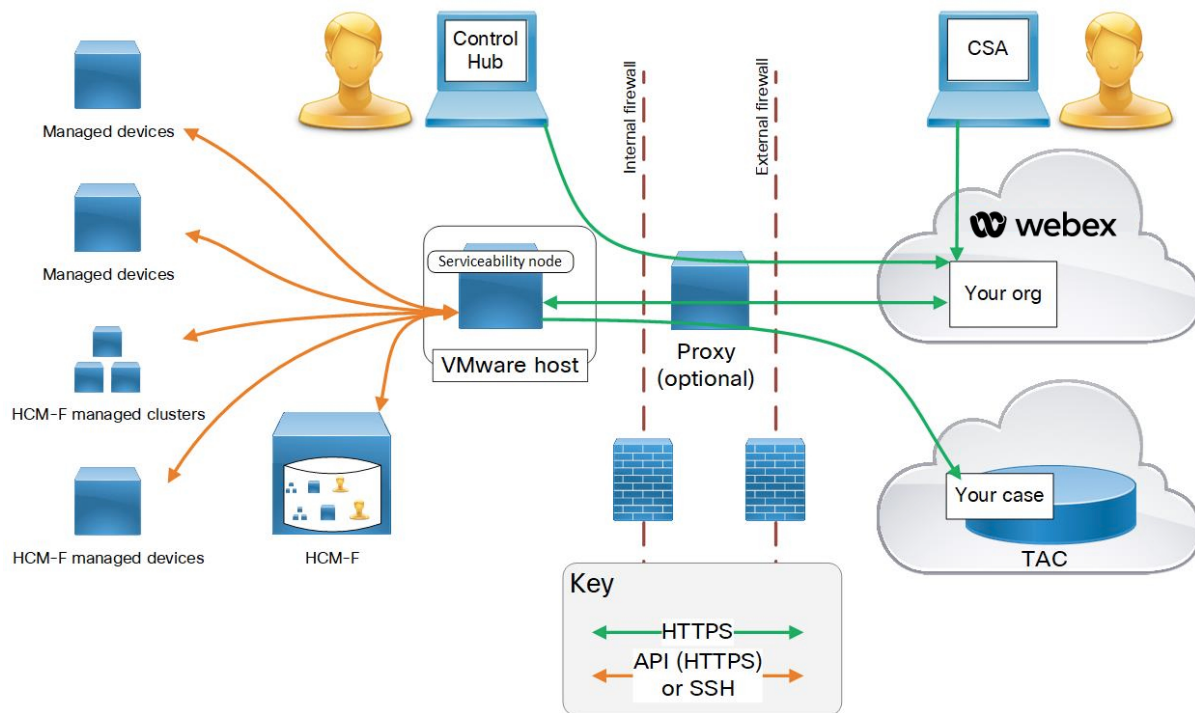 Control
Hub
CSA
Internal firewall
External firewall
Managed devices
webex
Managed devices
Serviceability node
Your org
VMware host
Proxy
(optional)
HCM-F managed clusters
Your case
HCM-F managed devices
HCM-F
TAC
Key
HTTPS
API (HTTPS)
or SSH